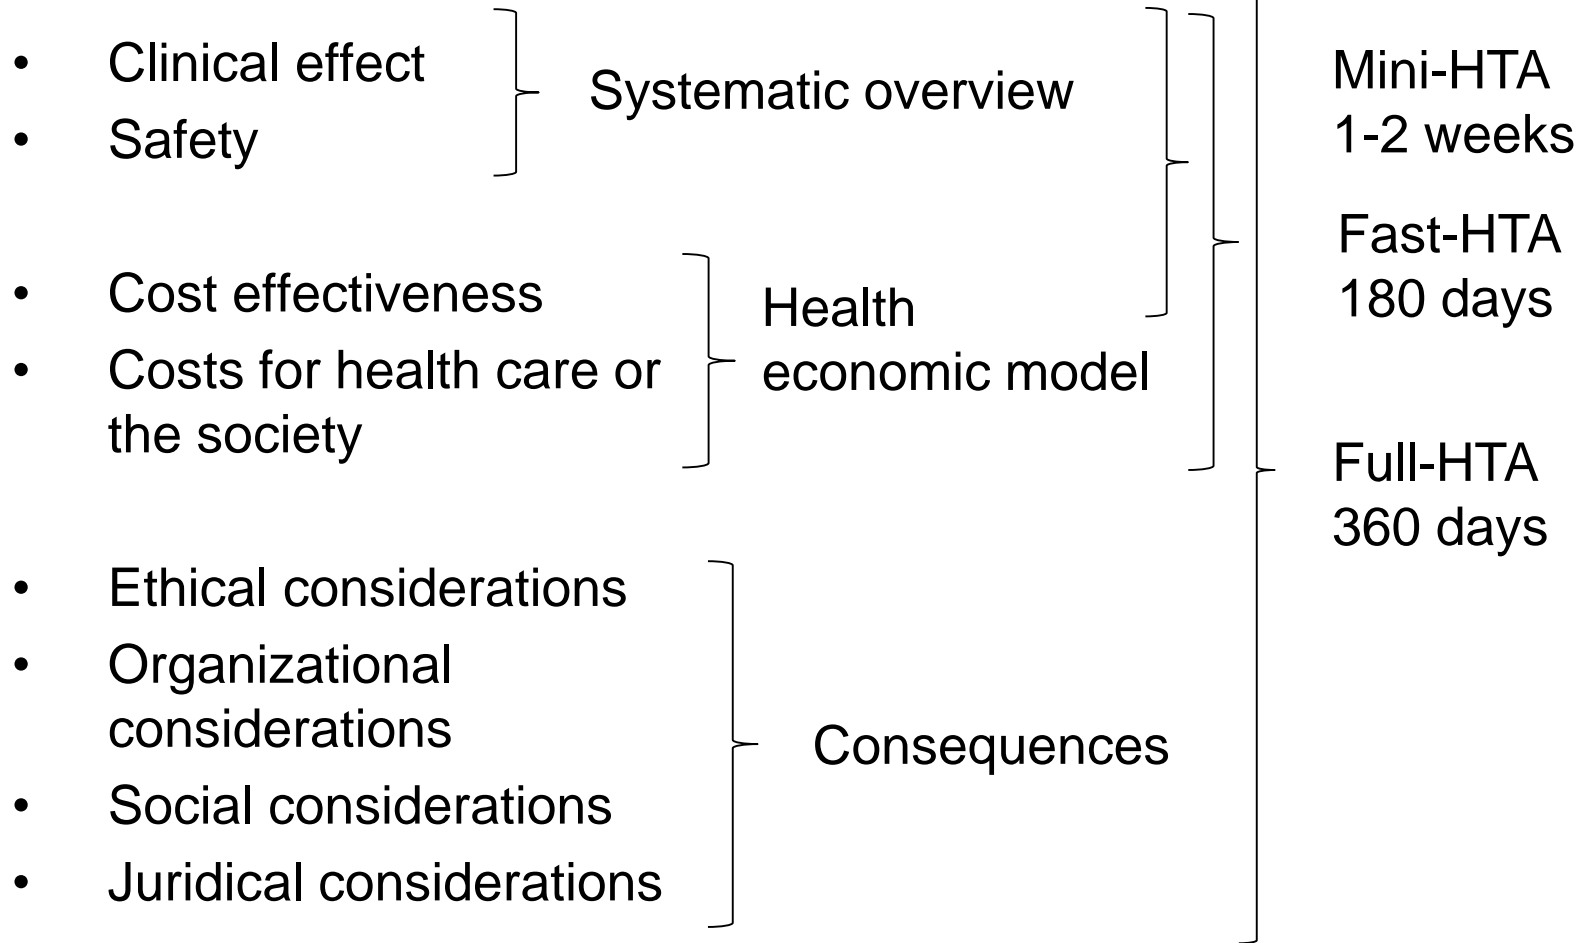 • Clinical effect
• Safety
Systematic overview
• Cost effectiveness
• Costs for health care or
the society
Health
economic model
• Ethical considerations
• Organizational
considerations
• Social considerations
• Juridical considerations
Consequences
Mini-HTA
1-2 weeks
Fast-HTA
180 days
Full-HTA
360 days